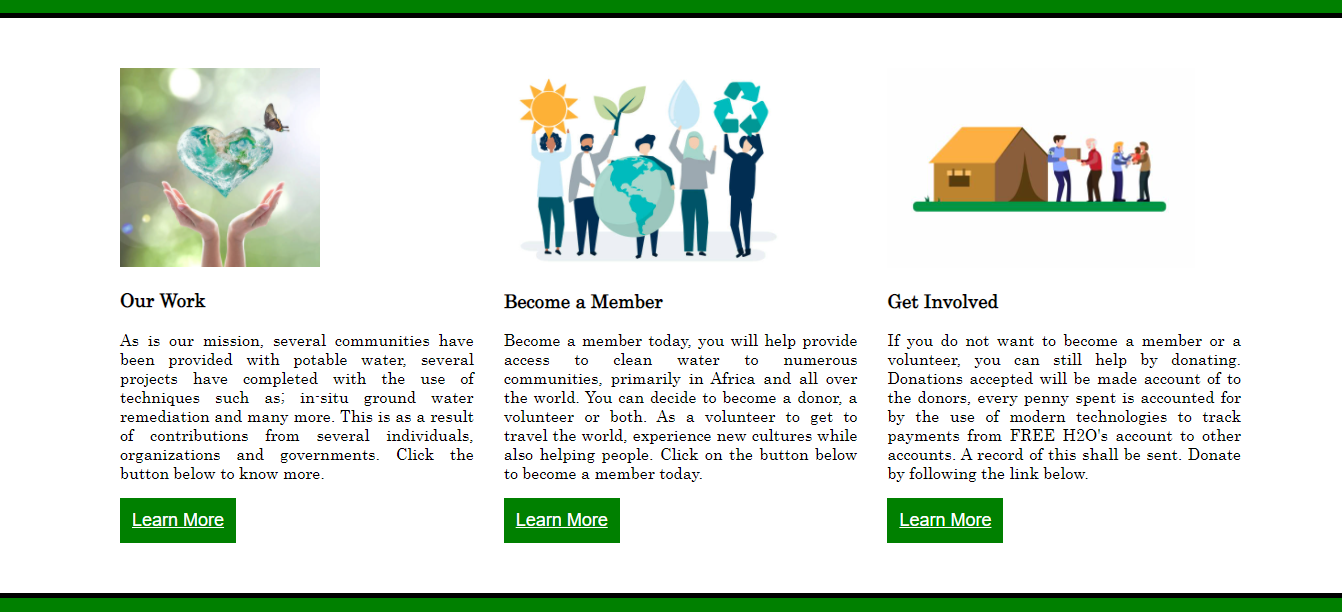 Our Work
As is our mission, several communities have
been provided with potable water, several
projects have completed with the use of
techniques such as; in-situ ground water
remediation and many more. This is as a result
of contributions from several individuals,
organizations and governments. Click the
button below to know more.
Learn More
Become a Member
Become a member today, you will help provide
access to clean water to numerous
communities, primarily in Africa and all over
the world. You can decide to become a donor, a
volunteer or both. As a volunteer to get to
travel the world, experience new cultures while
also helping people. Click on the button below
to become a member today.
Learn More
Get Involved
If you do not want to become a member or a
volunteer, you can still help by donating.
Donations accepted will be made account of to
the donors, every penny spent is accounted for
by the use of modern technologies to track
payments from FREE H2O's account to other
accounts. A record of this shall be sent. Donate
by following the link below.
Learn More